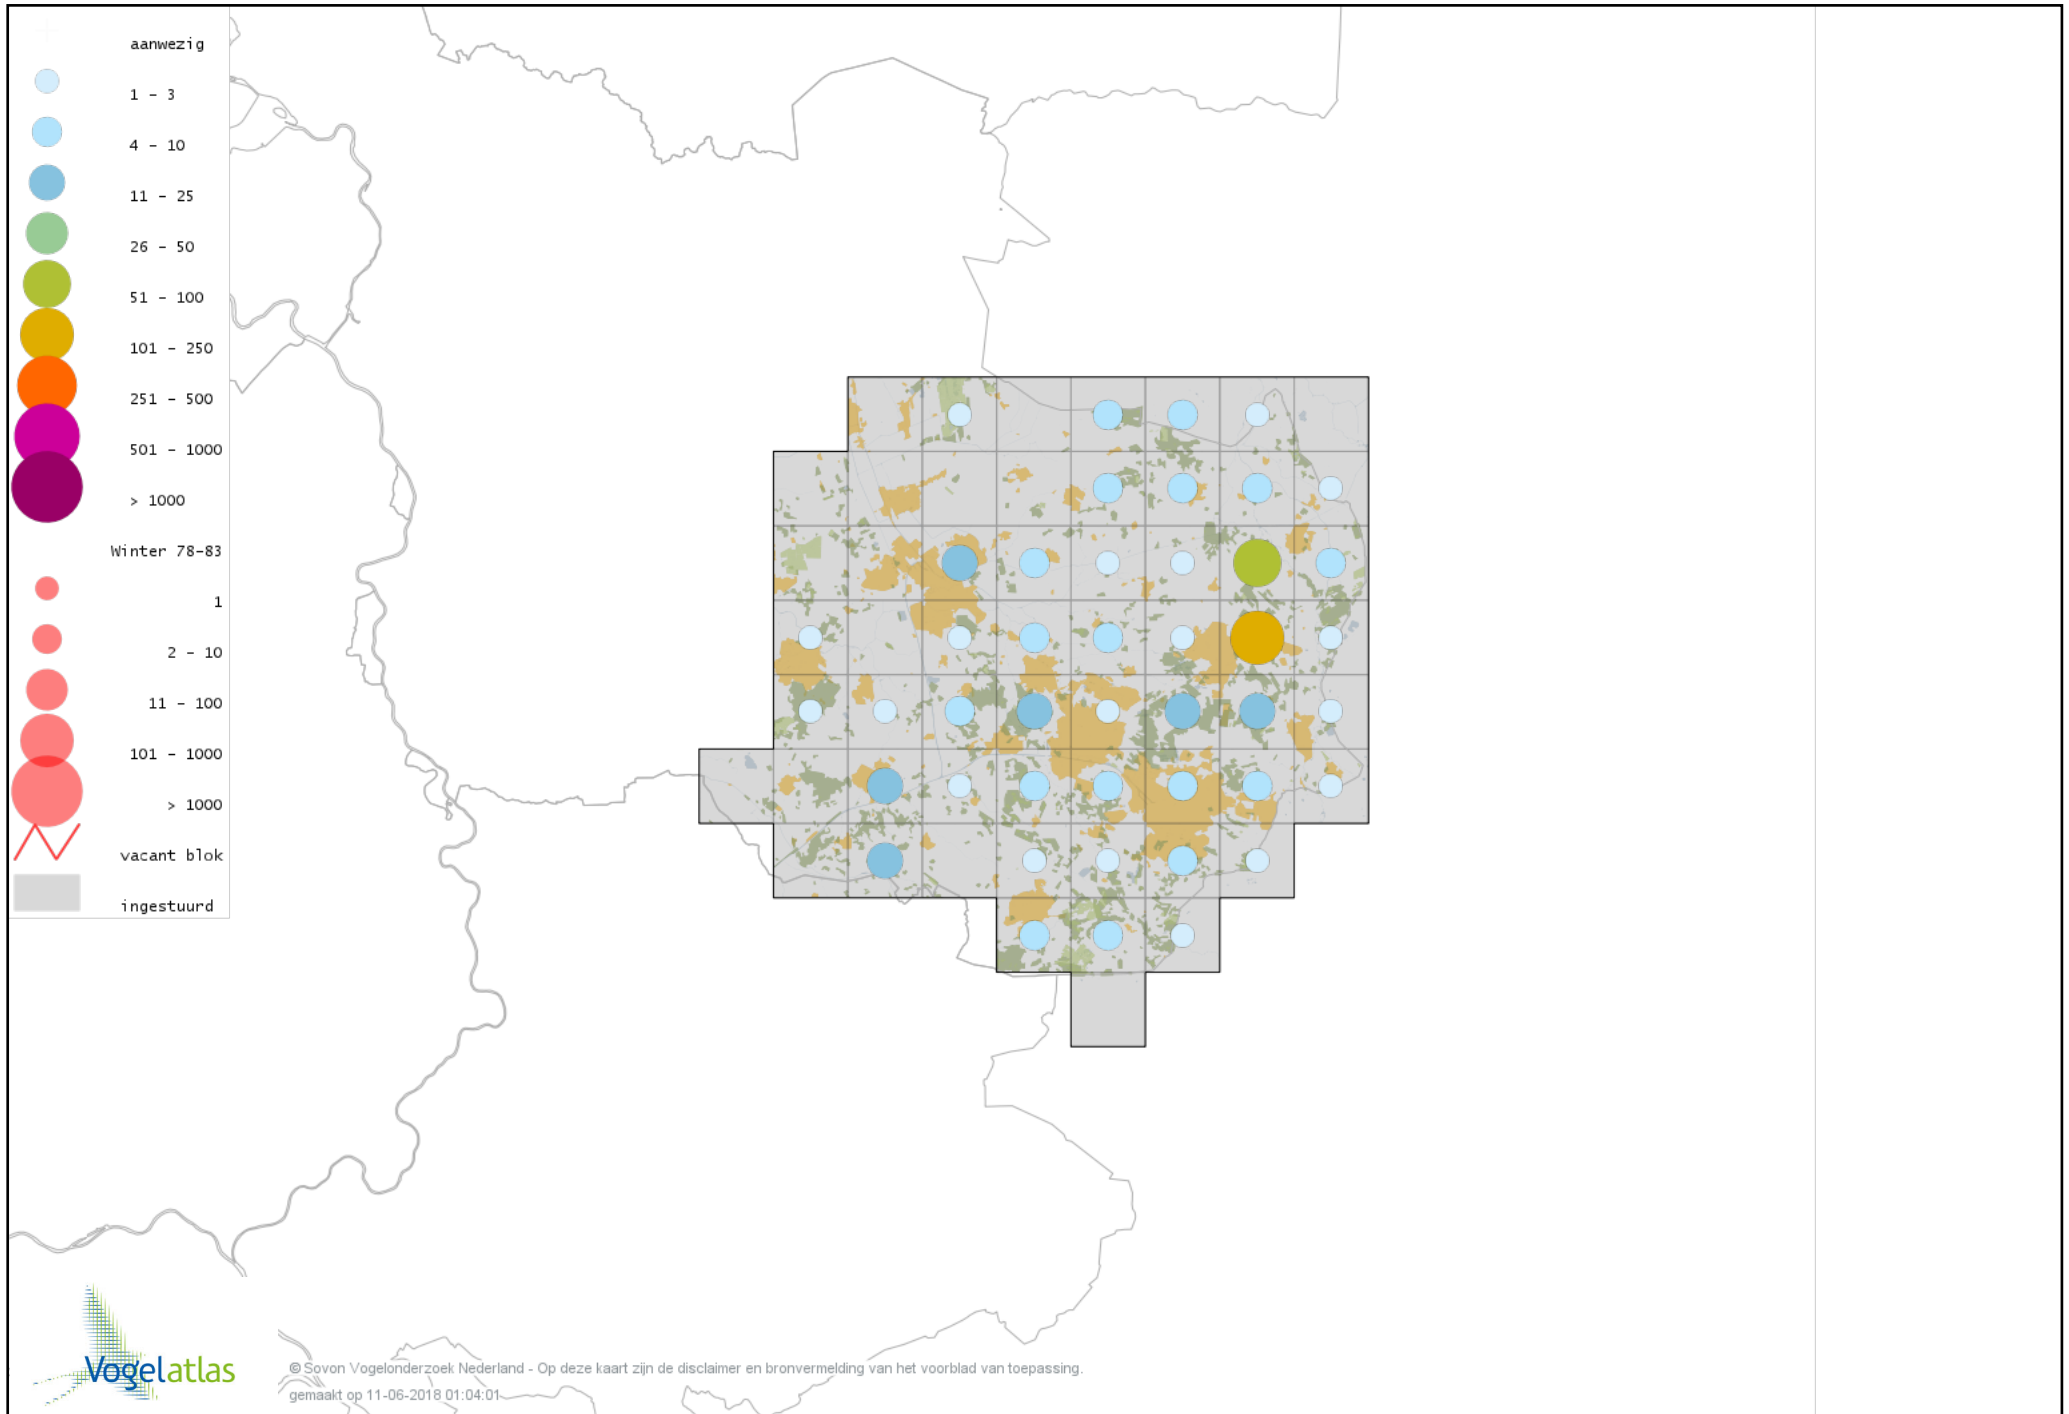 aanwezig
1 - 3
4 - 10
11 - 25
26 - 50
51 - 100
101 - 250
251 - 500
501 - 1000
> 1000
Winter 78-83
1
2 - 10
11 - 100
101 - 1000
> 1000
vacant blok
ingestuurd
Vogelatlas
© Sovon Vogelonderzoek Nederland - Op deze kaart zijn de disclaimer en bronvermelding van het voorblad van toepassing.
gemaakt op 11-06-2018 01:04:01